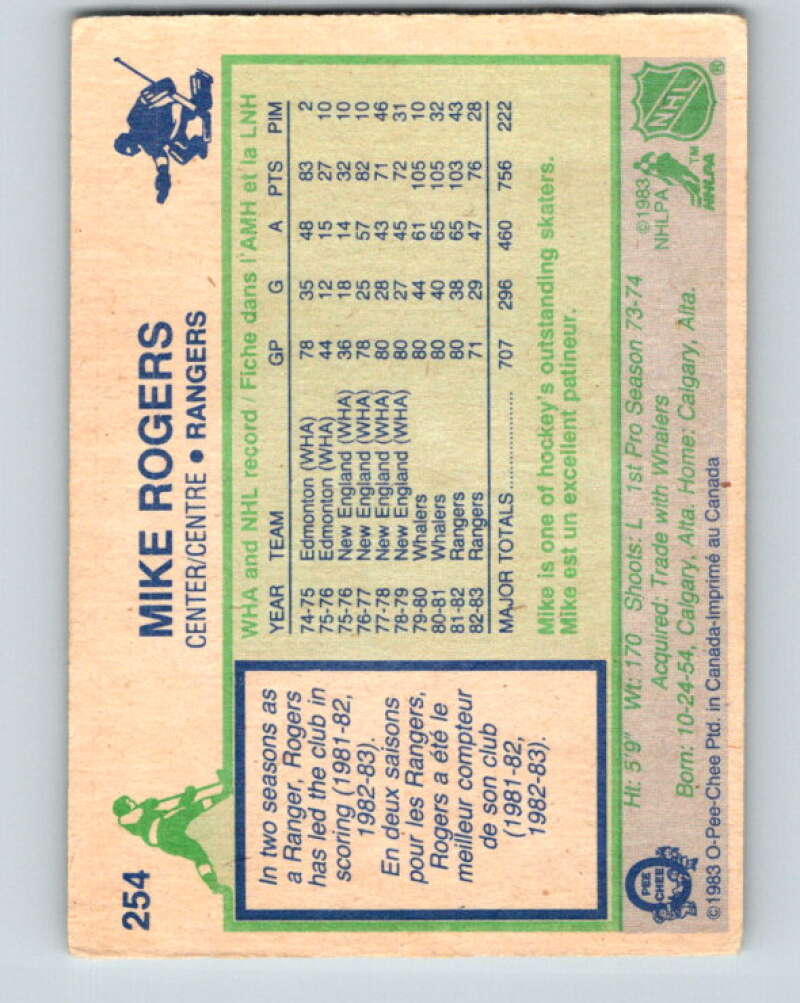 254
MIKE ROGERS
CENTER/CENTRE • RANGERS
In two seasons as
a Ranger, Rogers
has led the club in
scoring (1981-82,
1982-83).
En deux saisons
pour les Rangers,
Rogers a été le
meilleur compteur
de son club
(1981-82,
1982-83).
WHA and NHL record / Fiche dans l'AMH et la LNH
YEAR TEAM GP G A PTS PIM
74-75 Edmonton (WHA) 78 35 48 83 2
75-76 Edmonton (WHA) 44 12 15 27 10
75-76 New England (WHA) 36 18 14 32 10
76-77 New England (WHA) 78 25 57 82 10
77-78 New England (WHA) 80 28 43 71 46
78-79 New England (WHA) 80 27 45 72 31
79-80 Whalers 80 44 61 105 10
80-81 Whalers 80 40 65 105 32
81-82 Rangers 80 38 65 103 43
82-83 Rangers 71 29 47 76 28
MAJOR TOTALS .................... 707 296 460 756 222
Mike is one of hockey's outstanding skaters.
Mike est un excellent patineur.
Ht: 5'9" Wt: 170 Shoots: L 1st Pro Season 73-74
Acquired: Trade with Whalers
Born: 10-24-54, Calgary, Alta. Home: Calgary, Alta.
©1983 O-Pee-Chee Ptd. in Canada-Imprimé au Canada
O
PEE
CHEE
©1983
NHLPA
NHL ®
NHLPA ™